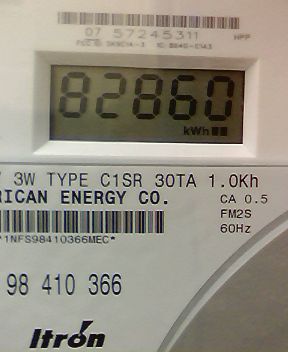 07 57245311 HPP
82860
kWh
3W TYPE C1SR 30TA 1.0Kh
RICAN ENERGY CO.
CA 0.5
FM2S
60Hz
*1NFS98410366MEC*
98 410 366
Itron